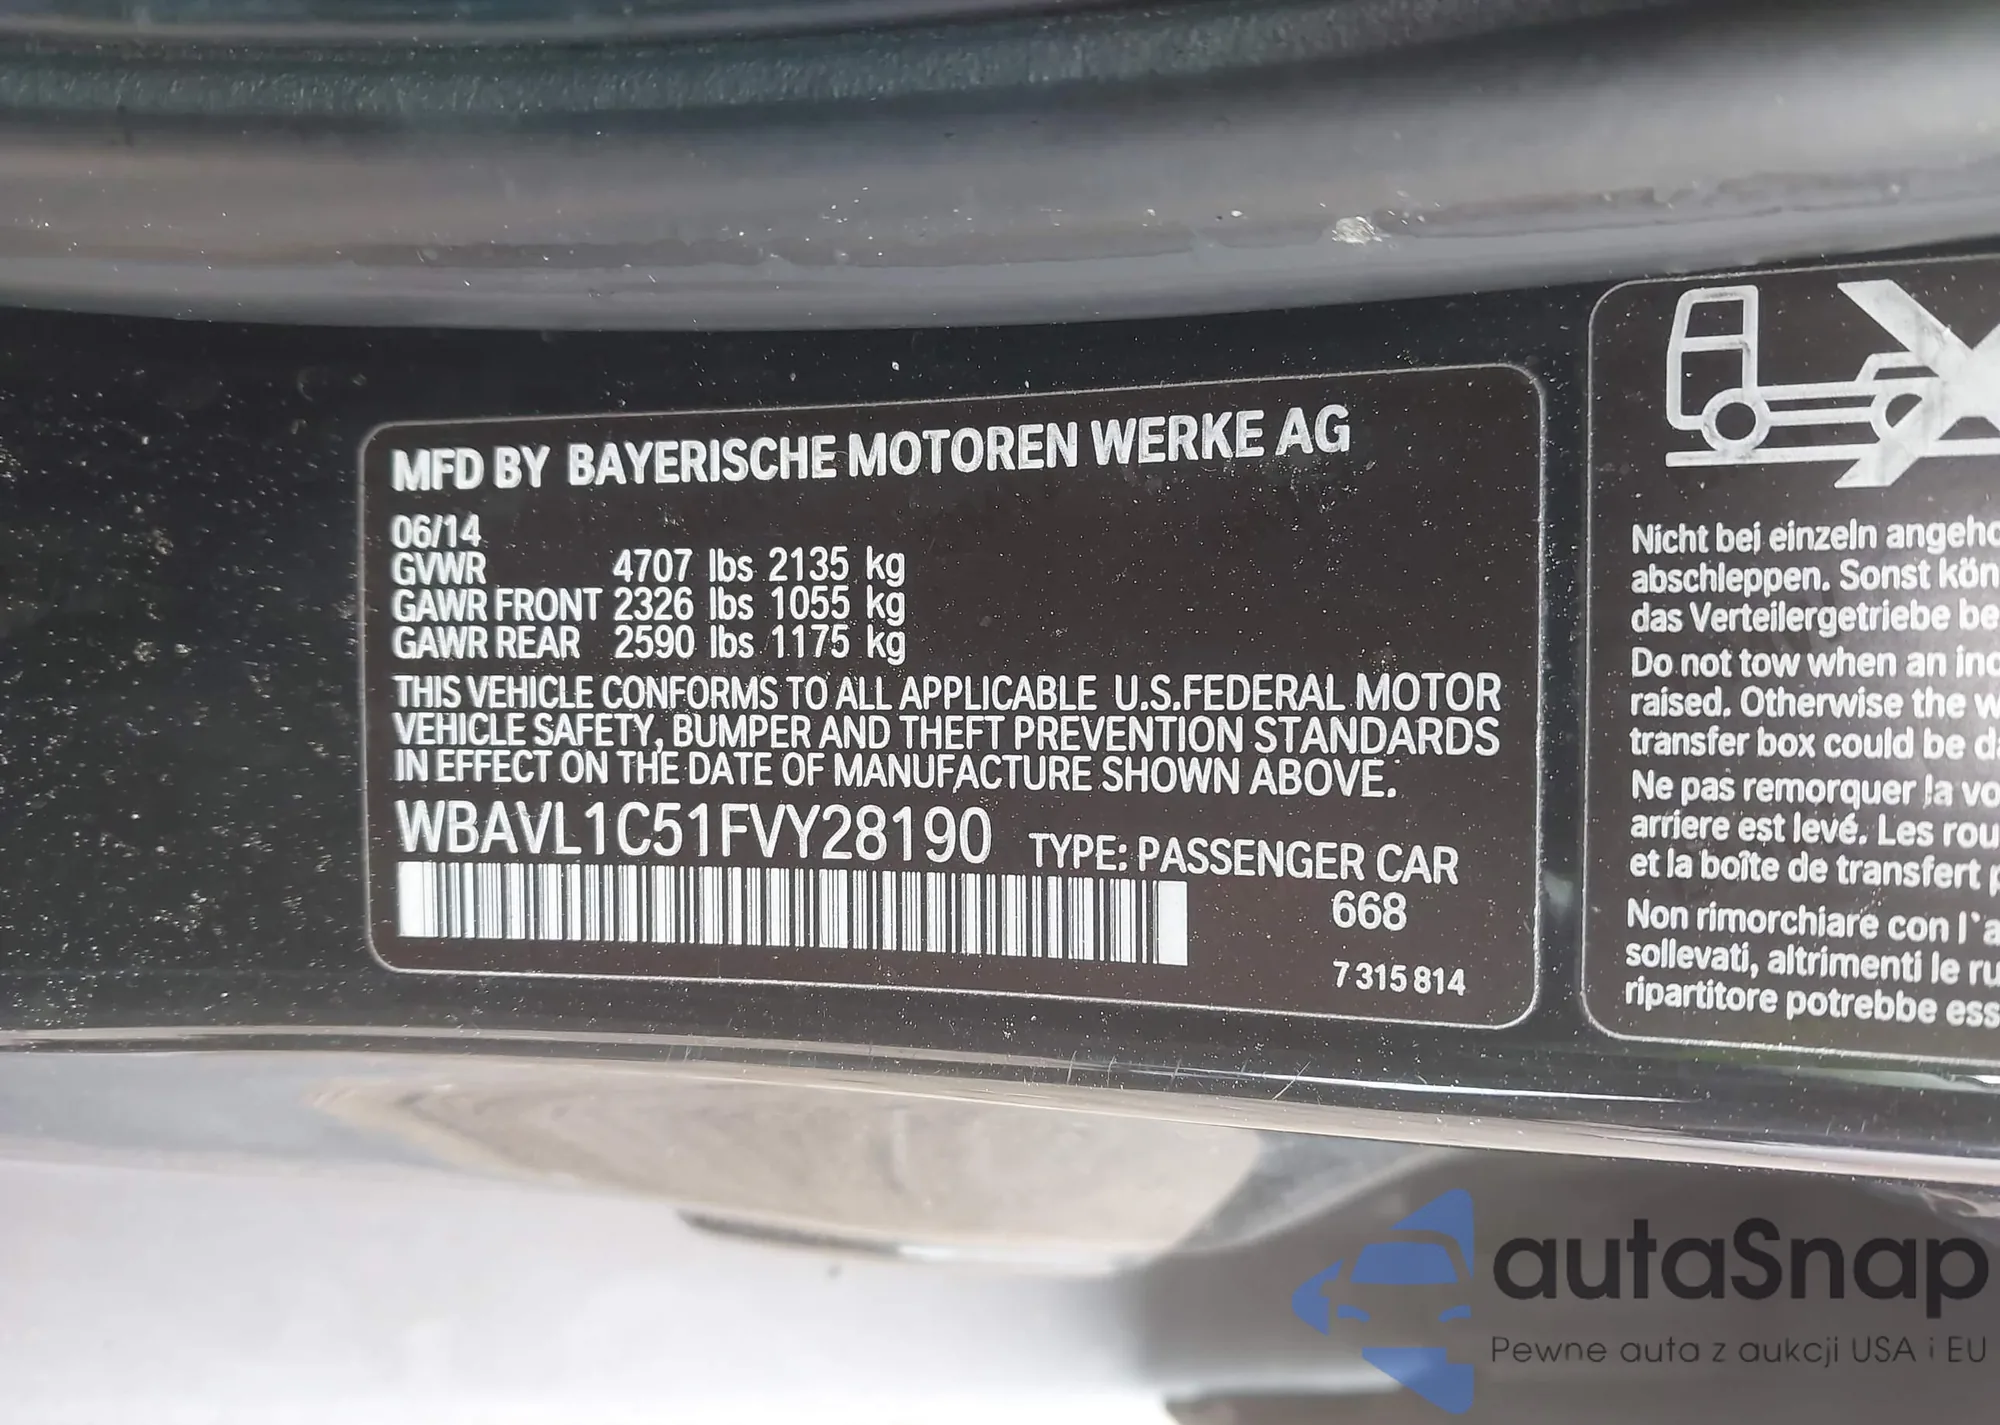 MFD BY BAYERISCHE MOTOREN WERKE AG
06/14
GVWR 4707 lbs 2135 kg
GAWR FRONT 2326 lbs 1055 kg
GAWR REAR 2590 lbs 1175 kg
THIS VEHICLE CONFORMS TO ALL APPLICABLE U.S.FEDERAL MOTOR
VEHICLE SAFETY, BUMPER AND THEFT PREVENTION STANDARDS
IN EFFECT ON THE DATE OF MANUFACTURE SHOWN ABOVE.
WBAVL1C51FVY28190 TYPE: PASSENGER CAR
668
7 315 814
Nicht bei einzeln
abschleppen. Sonst
das Verteilergetriebe
Do not tow when an
raised. Otherwise the
transfer box could be
Ne pas remorquer la
arriere est levé. Les
et la boîte de transfert
Non rimorchiare con
sollevati, altrimenti le
ripartitore potrebbe
autaSnap
Pewne auta z aukcji USA i EU